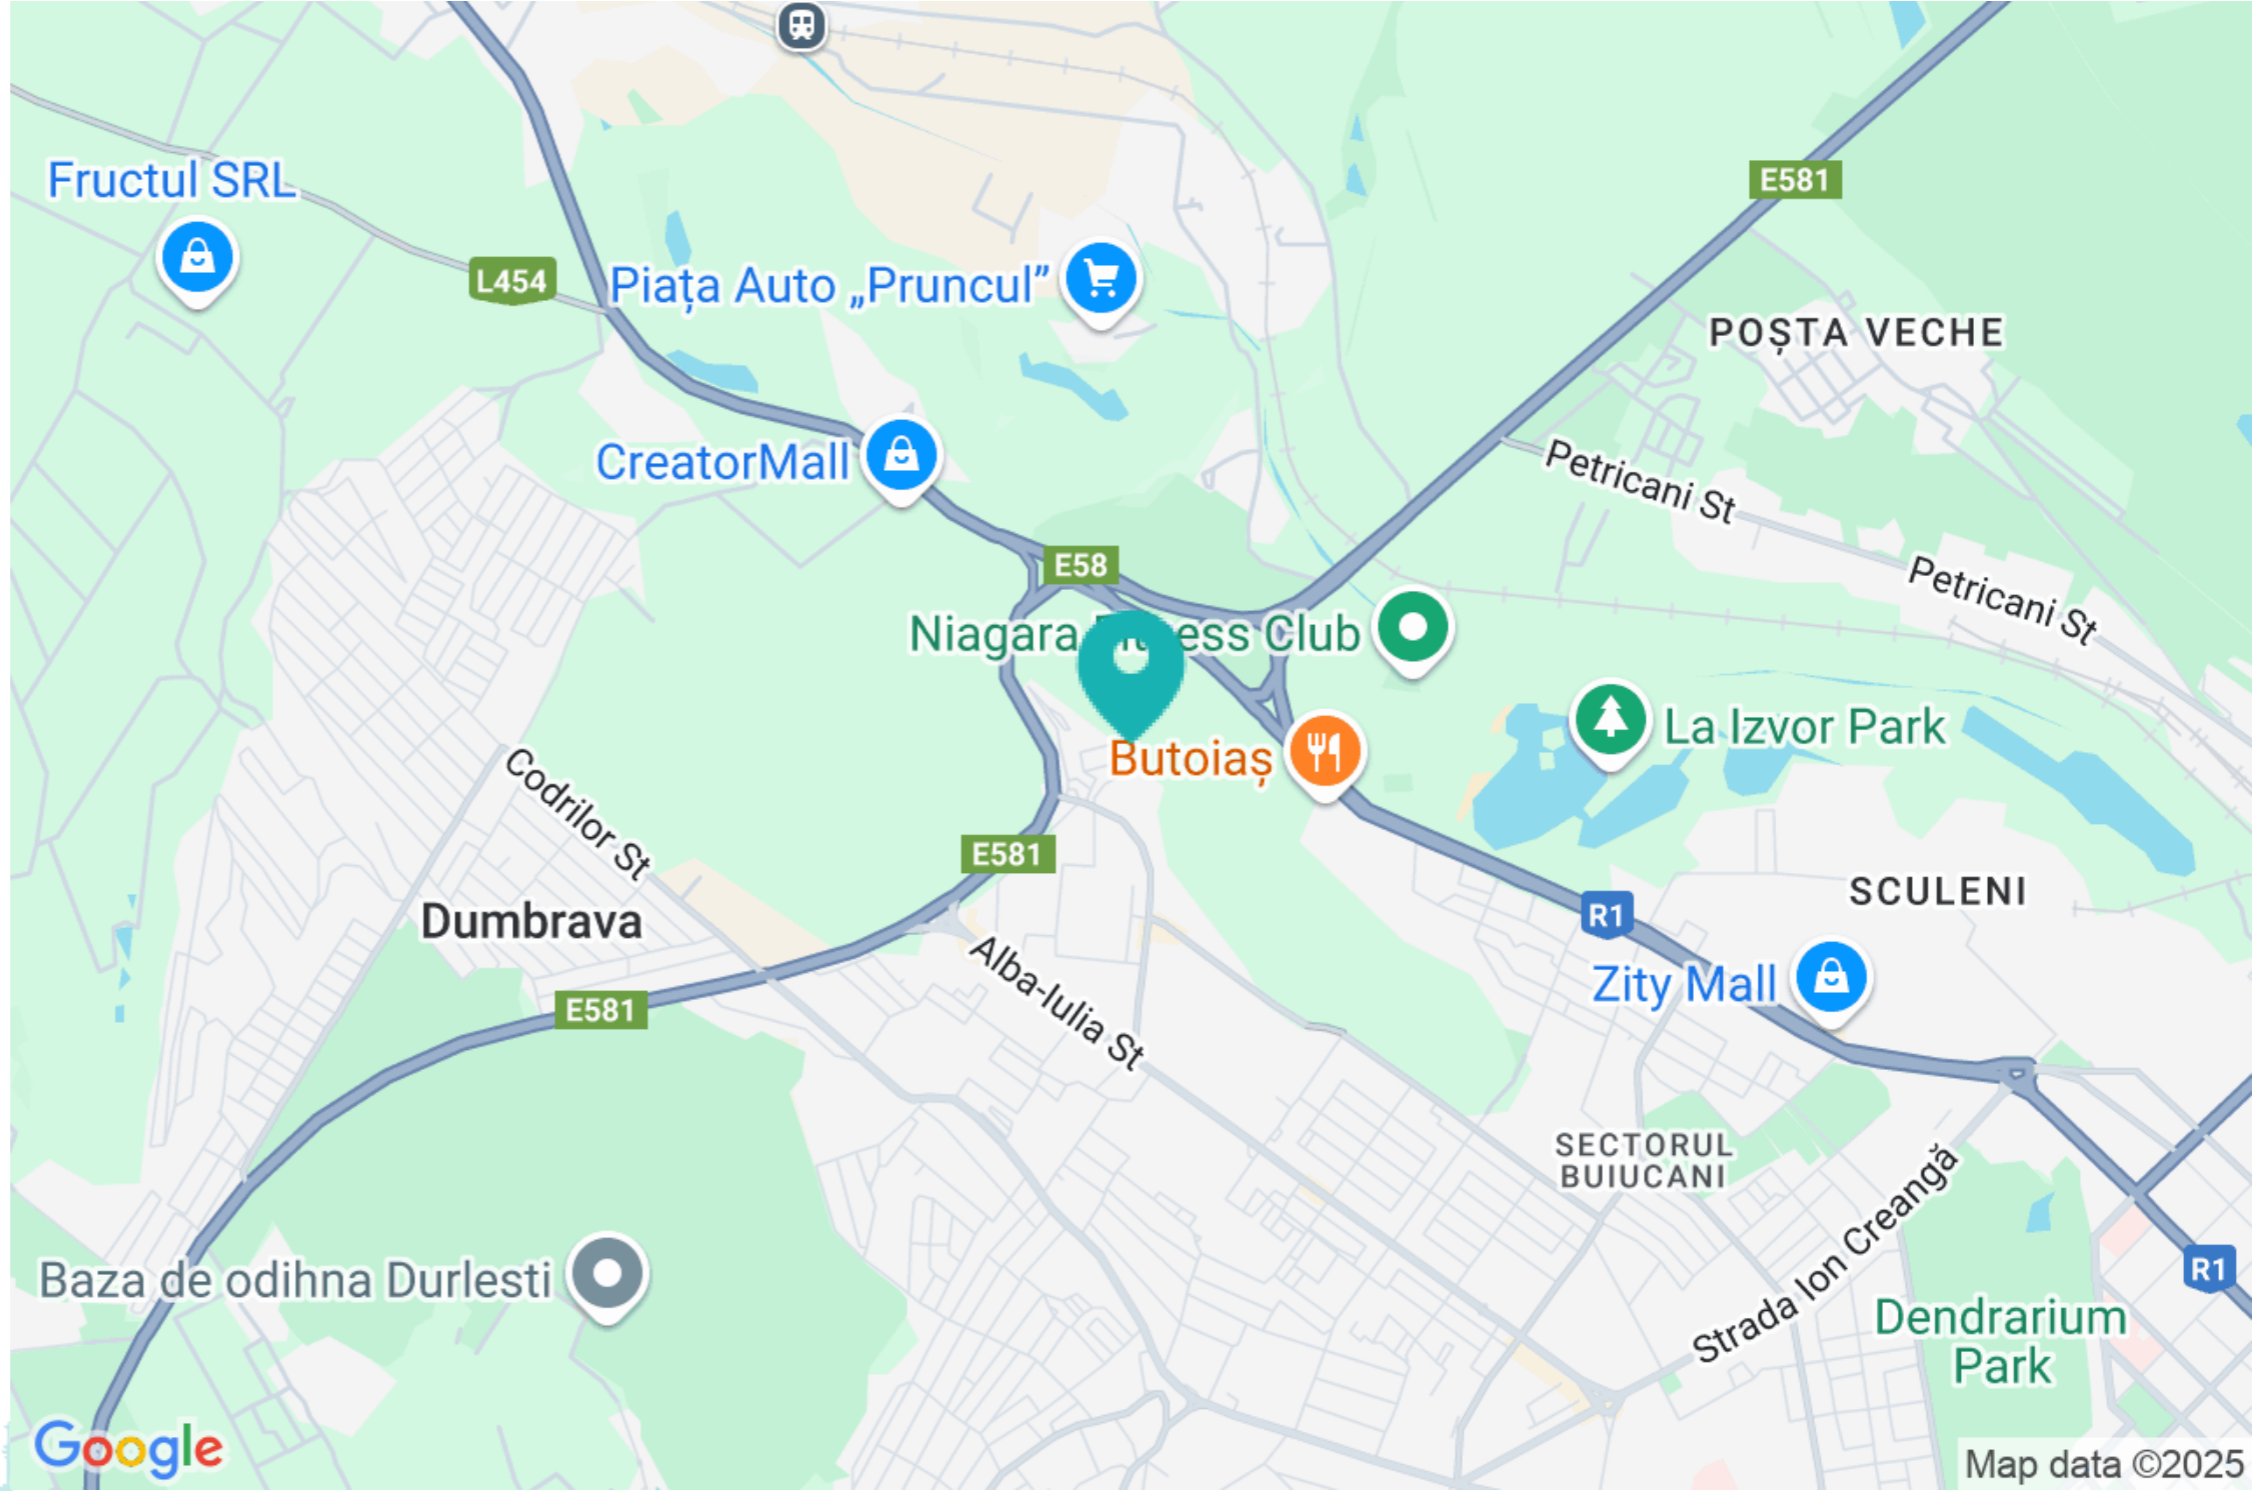 E581
Fructul SRL
L454
Piața Auto „Pruncul”
POȘTA VECHE
CreatorMall
Petricani St
E58
Petricani St
Niagara Fitness Club
La Izvor Park
Butoiaș
Codrilor St
E581
SCULENI
R1
Dumbrava
Alba-Iulia St
Zity Mall
E581
SECTORUL
BUIUCANI
Strada Ion Creangă
Baza de odihna Durlesti
R1
Dendrarium
Park
Google
Map data ©2025